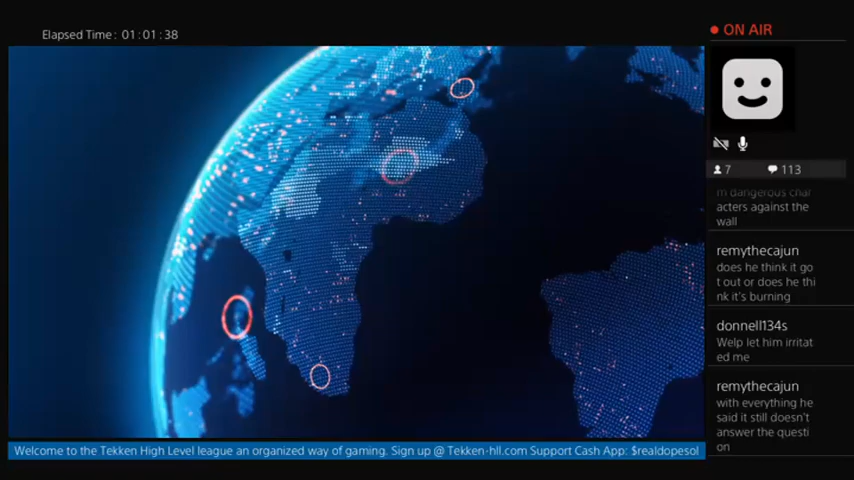 Elapsed Time: 01:01:38
ON AIR
7 113
m dangerous char
acters against the
wall
remythecajun
does he think it go
t out or does he thi
nk it's burning
donnell134s
Welp let him irritat
ed me
remythecajun
with everything he
said it still doesn't
answer the questi
on
Welcome to the Tekken High Level league an organized way of gaming. Sign up @ Tekken-hll.com Support Cash App: $realdopesol